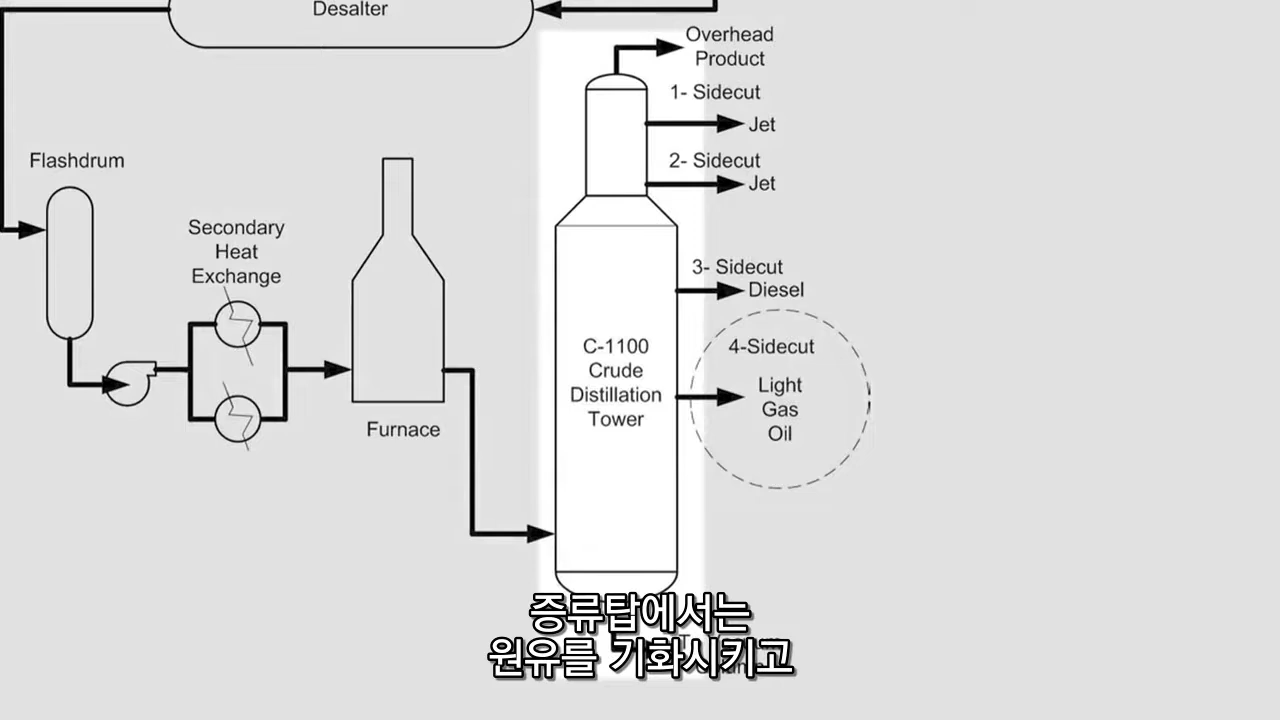 Desalter
Overhead
Product
1- Sidecut
Jet
Flashdrum
2- Sidecut
Jet
Secondary
Heat
Exchange
3- Sidecut
Diesel
C-1100
Crude
Distillation
Tower
4-Sidecut
Light
Gas
Oil
Furnace
증류탑에서는
원유를 기화시키고